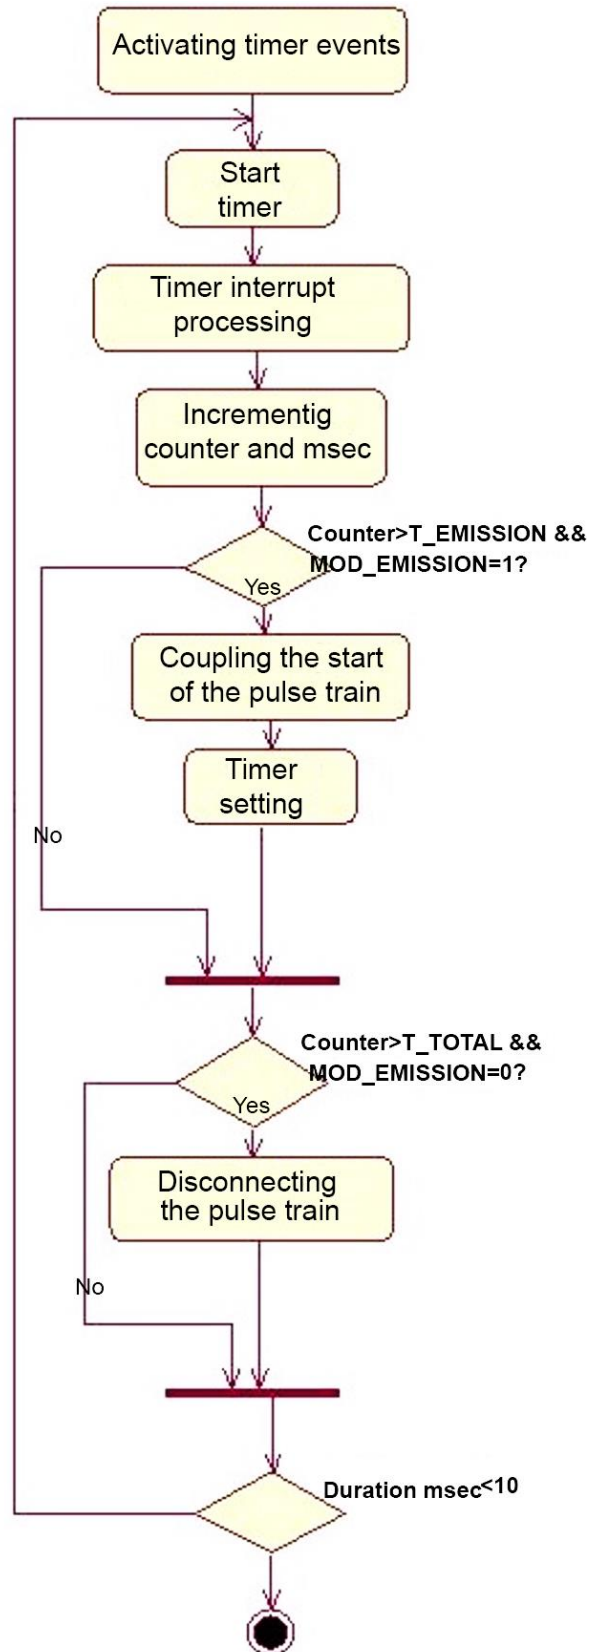 Activating timer events
Start
timer
Timer interrupt
processing
Incrementig
counter and msec
Counter>T_EMISSION &&
MOD_EMISSION=1?
Yes
Coupling the start
of the pulse train
Timer
setting
No
Counter>T_TOTAL &&
MOD_EMISSION=0?
Yes
Disconnecting
the pulse train
No
Duration msec<10